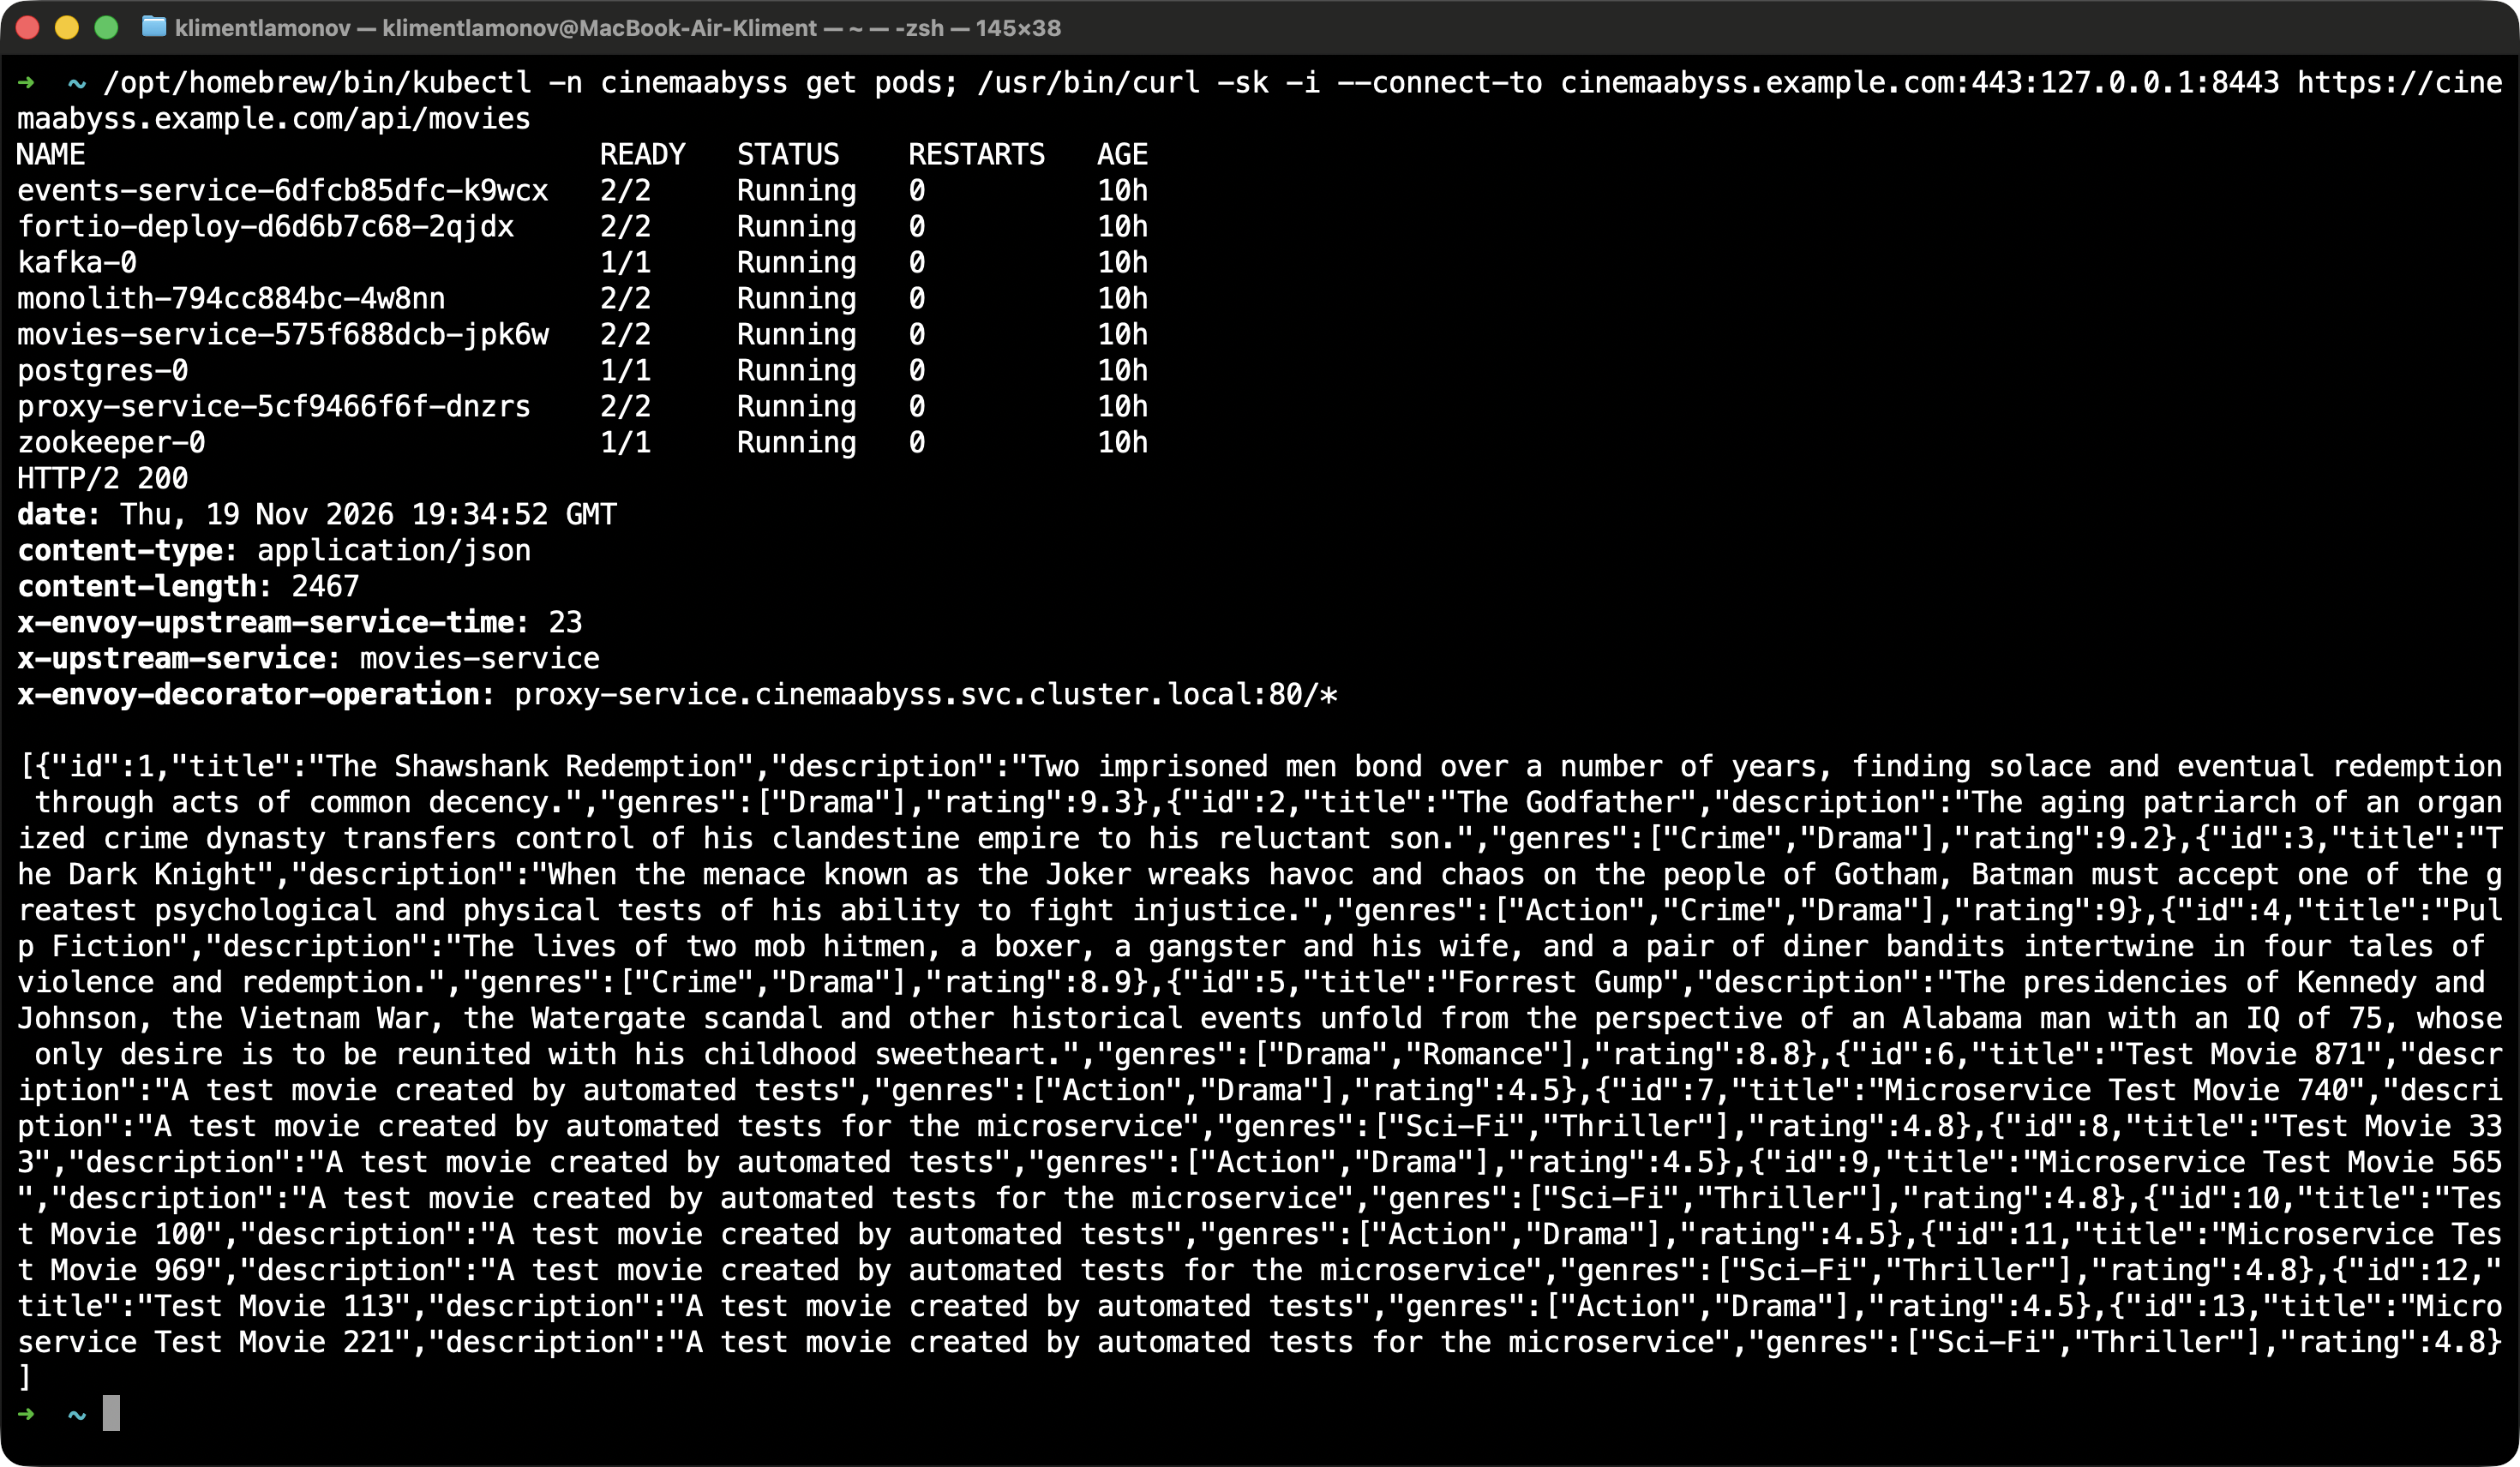 klimentlamonov — klimentlamonov@MacBook-Air-Kliment — ~ — -zsh — 145×38
➜  ~ /opt/homebrew/bin/kubectl -n cinemaabyss get pods; /usr/bin/curl -sk -i --connect-to cinemaabyss.example.com:443:127.0.0.1:8443 https://cine
maabyss.example.com/api/movies
NAME                              READY   STATUS    RESTARTS   AGE
events-service-6dfcb85dfc-k9wcx   2/2     Running   0          10h
fortio-deploy-d6d6b7c68-2qjdx     2/2     Running   0          10h
kafka-0                           1/1     Running   0          10h
monolith-794cc884bc-4w8nn         2/2     Running   0          10h
movies-service-575f688dcb-jpk6w   2/2     Running   0          10h
postgres-0                        1/1     Running   0          10h
proxy-service-5cf9466f6f-dnzrs    2/2     Running   0          10h
zookeeper-0                       1/1     Running   0          10h
HTTP/2 200
date: Thu, 19 Nov 2026 19:34:52 GMT
content-type: application/json
content-length: 2467
x-envoy-upstream-service-time: 23
x-upstream-service: movies-service
x-envoy-decorator-operation: proxy-service.cinemaabyss.svc.cluster.local:80/*

[{"id":1,"title":"The Shawshank Redemption","description":"Two imprisoned men bond over a number of years, finding solace and eventual redemption
 through acts of common decency.","genres":["Drama"],"rating":9.3},{"id":2,"title":"The Godfather","description":"The aging patriarch of an organ
ized crime dynasty transfers control of his clandestine empire to his reluctant son.","genres":["Crime","Drama"],"rating":9.2},{"id":3,"title":"T
he Dark Knight","description":"When the menace known as the Joker wreaks havoc and chaos on the people of Gotham, Batman must accept one of the g
reatest psychological and physical tests of his ability to fight injustice.","genres":["Action","Crime","Drama"],"rating":9},{"id":4,"title":"Pul
p Fiction","description":"The lives of two mob hitmen, a boxer, a gangster and his wife, and a pair of diner bandits intertwine in four tales of 
violence and redemption.","genres":["Crime","Drama"],"rating":8.9},{"id":5,"title":"Forrest Gump","description":"The presidencies of Kennedy and 
Johnson, the Vietnam War, the Watergate scandal and other historical events unfold from the perspective of an Alabama man with an IQ of 75, whose
 only desire is to be reunited with his childhood sweetheart.","genres":["Drama","Romance"],"rating":8.8},{"id":6,"title":"Test Movie 871","descr
iption":"A test movie created by automated tests","genres":["Action","Drama"],"rating":4.5},{"id":7,"title":"Microservice Test Movie 740","descri
ption":"A test movie created by automated tests for the microservice","genres":["Sci-Fi","Thriller"],"rating":4.8},{"id":8,"title":"Test Movie 33
3","description":"A test movie created by automated tests","genres":["Action","Drama"],"rating":4.5},{"id":9,"title":"Microservice Test Movie 565
","description":"A test movie created by automated tests for the microservice","genres":["Sci-Fi","Thriller"],"rating":4.8},{"id":10,"title":"Tes
t Movie 100","description":"A test movie created by automated tests","genres":["Action","Drama"],"rating":4.5},{"id":11,"title":"Microservice Tes
t Movie 969","description":"A test movie created by automated tests for the microservice","genres":["Sci-Fi","Thriller"],"rating":4.8},{"id":12,"
title":"Test Movie 113","description":"A test movie created by automated tests","genres":["Action","Drama"],"rating":4.5},{"id":13,"title":"Micro
service Test Movie 221","description":"A test movie created by automated tests for the microservice","genres":["Sci-Fi","Thriller"],"rating":4.8}
]
➜  ~